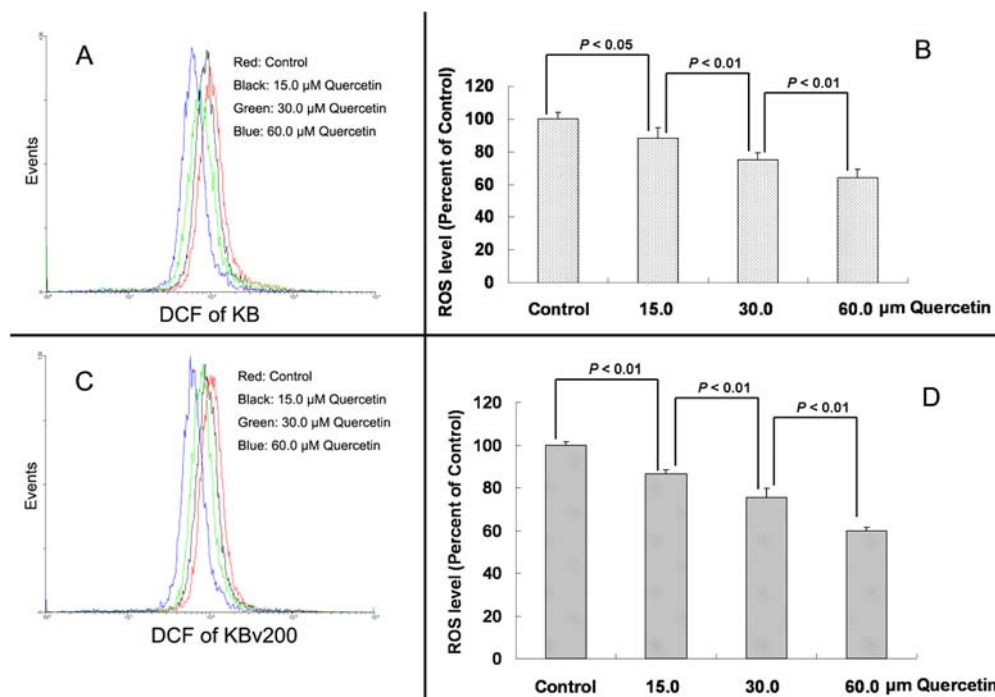 A
Red: Control
Black: 15.0 µM Quercetin
Green: 30.0 µM Quercetin
Blue: 60.0 µM Quercetin
Events
DCF of KB
B
P < 0.05
P < 0.01
P < 0.01
ROS level (Percent of Control)
120
100
80
60
40
20
0
Control 15.0 30.0 60.0 µm Quercetin
C
Red: Control
Black: 15.0 µM Quercetin
Green: 30.0 µM Quercetin
Blue: 60.0 µM Quercetin
Events
DCF of KBv200
D
P < 0.01
P < 0.01
P < 0.01
ROS level (Percent of Control)
120
100
80
60
40
20
0
Control 15.0 30.0 60.0 µm Quercetin